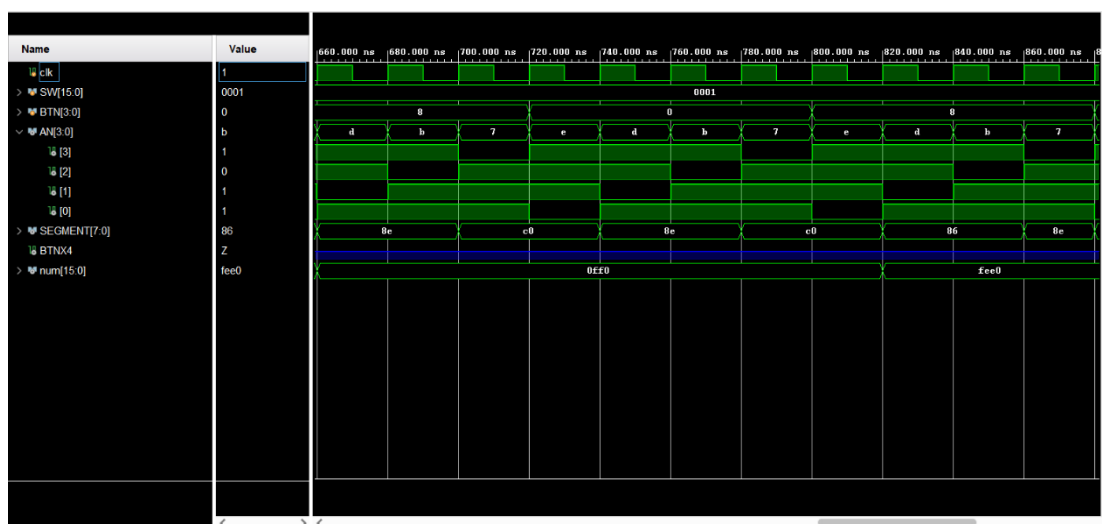 Name Value
660.000 ns 680.000 ns 700.000 ns 720.000 ns 740.000 ns 760.000 ns 780.000 ns 800.000 ns 820.000 ns 840.000 ns 860.000 ns 8
clk 1
> SW[15:0] 0001 0001
> BTN[3:0] 0 8 0 8
AN[3:0] b d b 7 e d b 7 e d b 7
[3] 1
[2] 0
[1] 1
[0] 1
> SEGMENT[7:0] 86 8e c0 8e c0 86 8e
BTNX4 Z
> num[15:0] fee0 0ff0 fee0